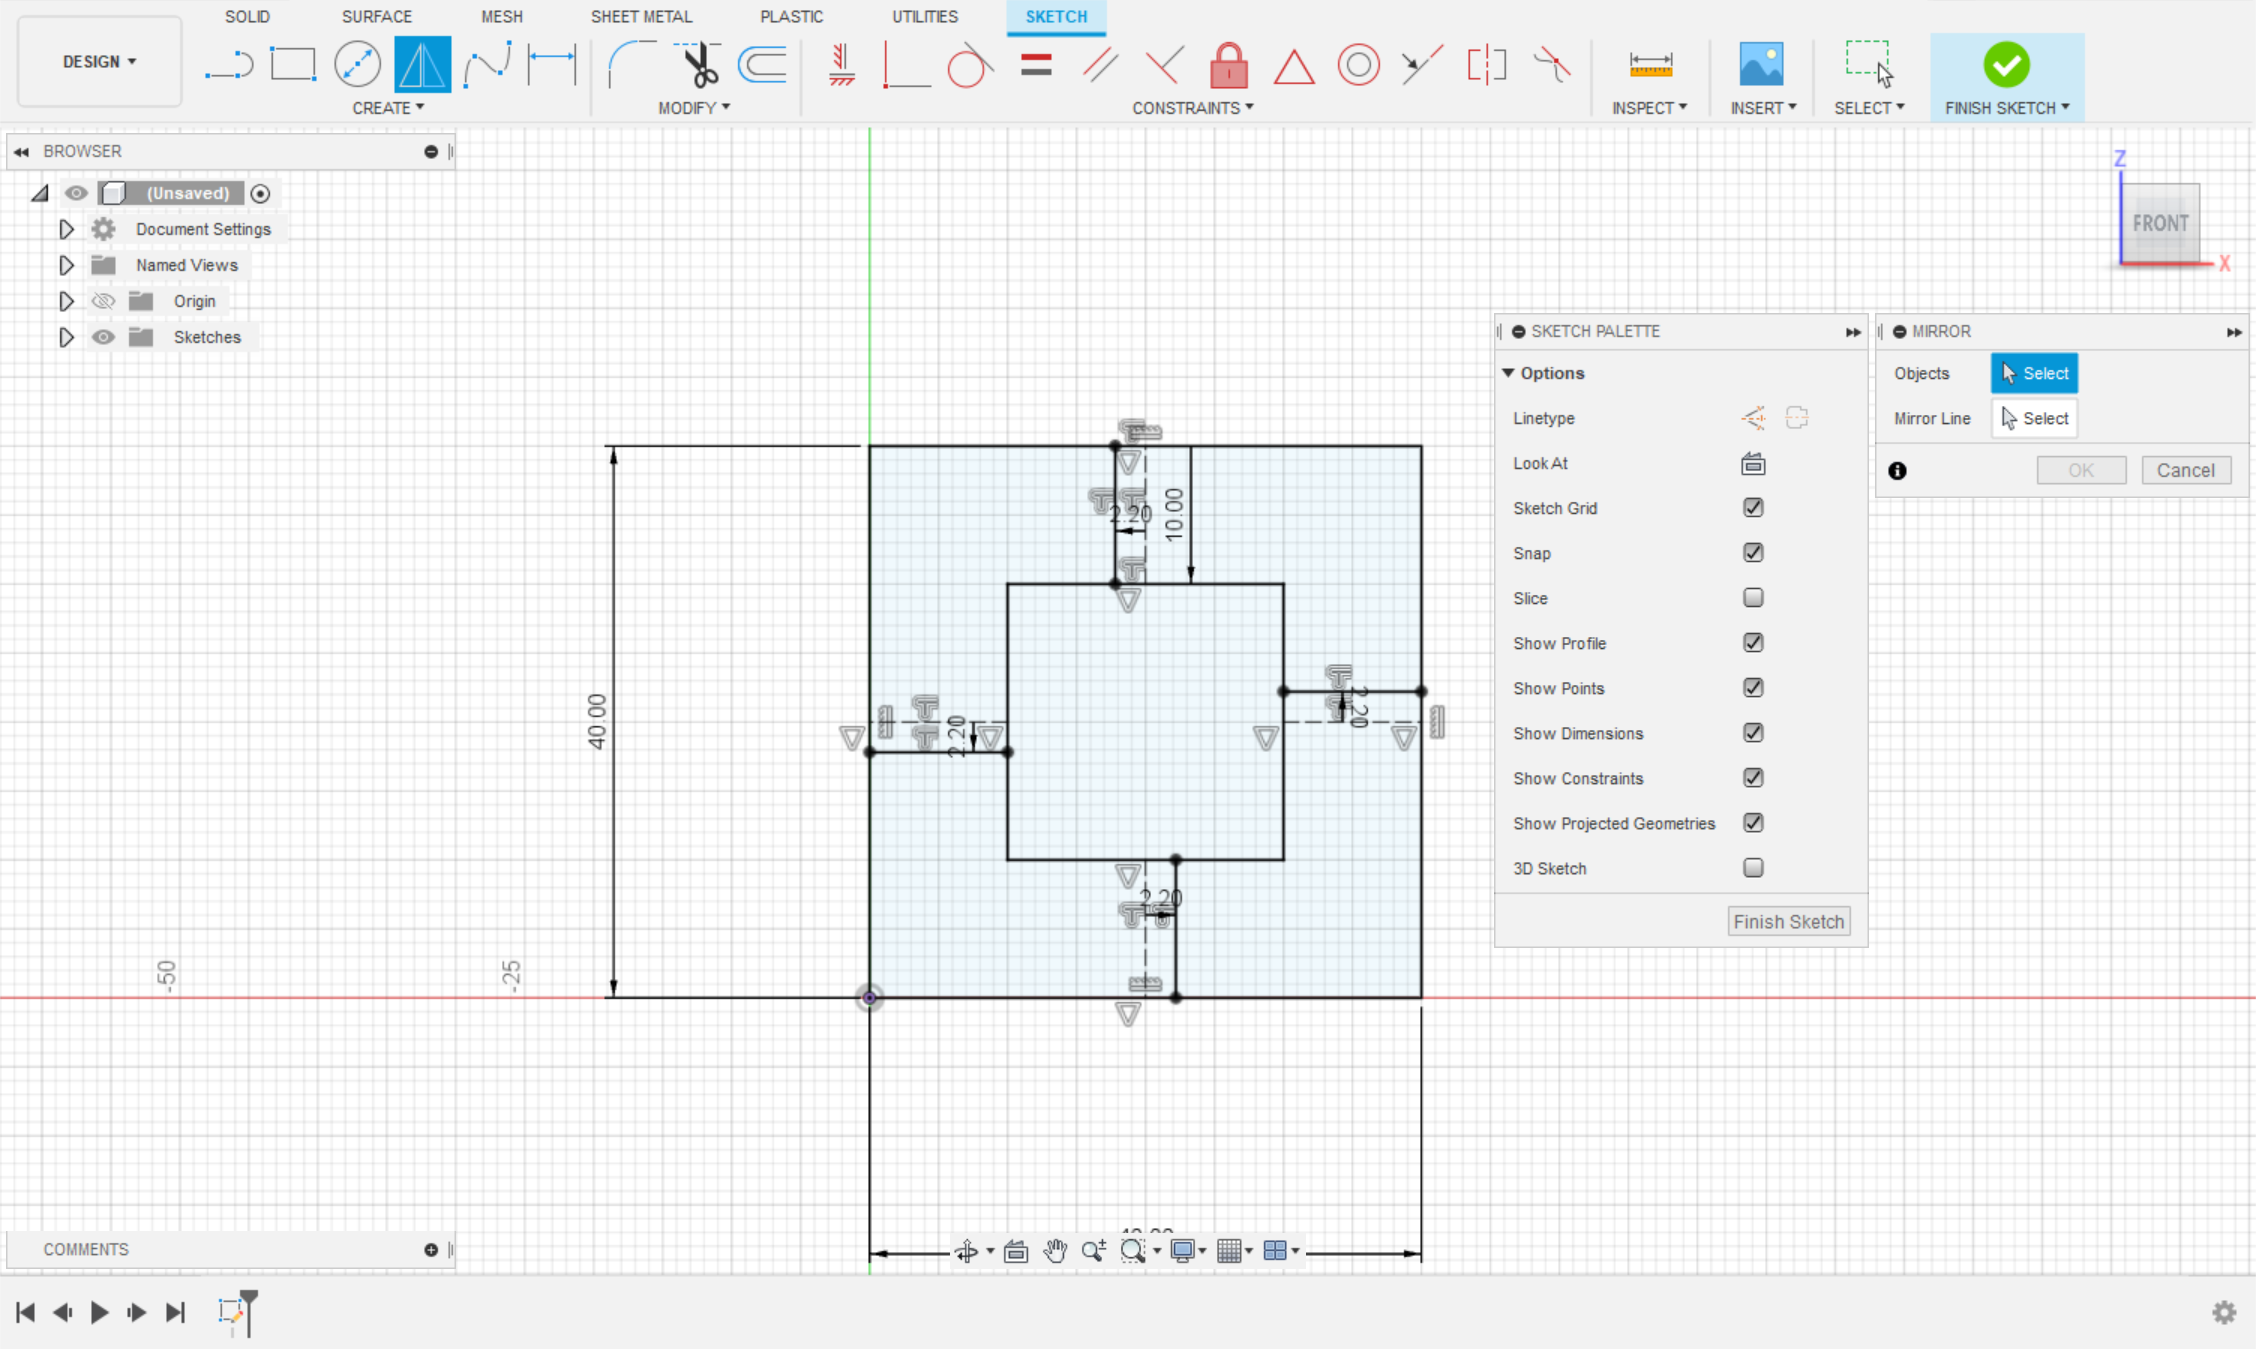 SOLID SURFACE MESH SHEET METAL PLASTIC UTILITIES SKETCH
DESIGN
CREATE MODIFY CONSTRAINTS INSPECT INSERT SELECT FINISH SKETCH
BROWSER
(Unsaved)
Document Settings
Named Views
Origin
Sketches
Z
FRONT
X
SKETCH PALETTE
Options
Linetype
Look At
Sketch Grid
Snap
Slice
Show Profile
Show Points
Show Dimensions
Show Constraints
Show Projected Geometries
3D Sketch
Finish Sketch
MIRROR
Objects Select
Mirror Line Select
OK Cancel
2.20
10.00
40.00
2.20
2.20
2.20
-50
-25
COMMENTS